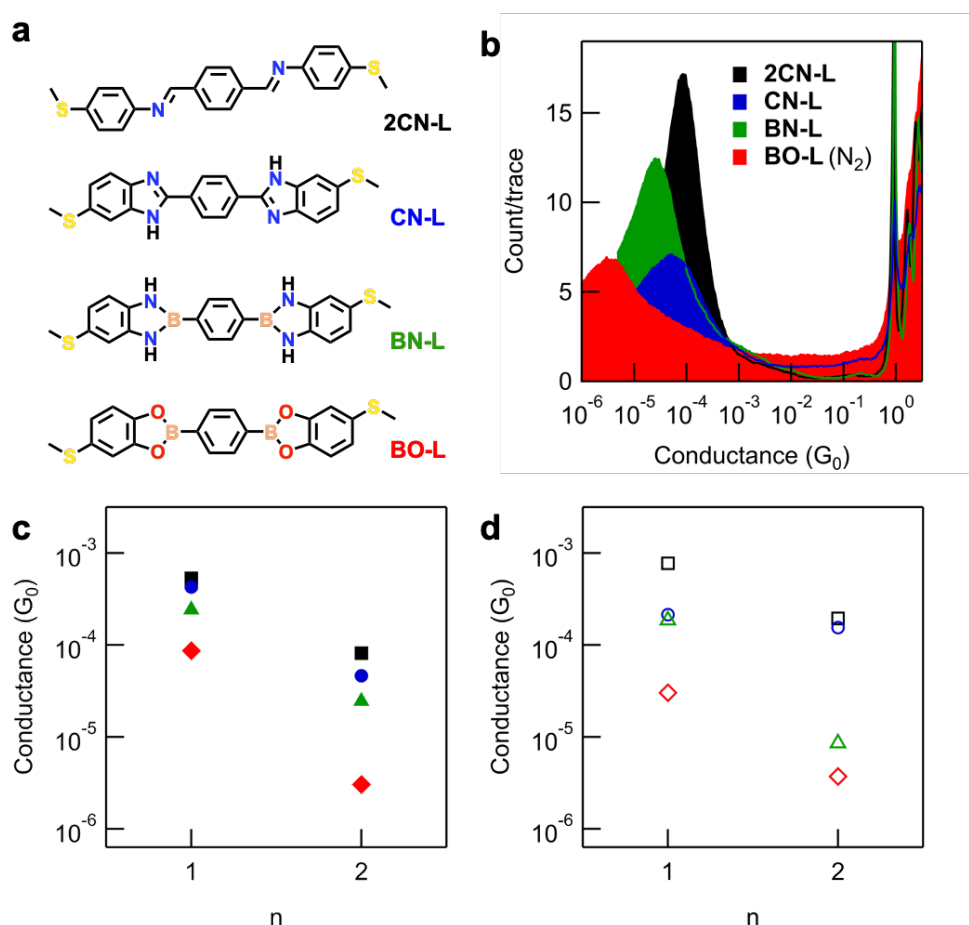 a
N
N
S
S
2CN-L
N
N
H
H
N
N
S
S
CN-L
H
N
B
N
H
H
N
B
N
H
S
S
BN-L
O
B
O
O
B
O
S
S
BO-L
b
2CN-L
CN-L
BN-L
BO-L (N2)
Count/trace
15
10
5
0
10-6
10-5
10-4
10-3
10-2
10-1
100
Conductance (G0)
c
Conductance (G0)
10-3
10-4
10-5
10-6
1
2
n
d
Conductance (G0)
10-3
10-4
10-5
10-6
1
2
n